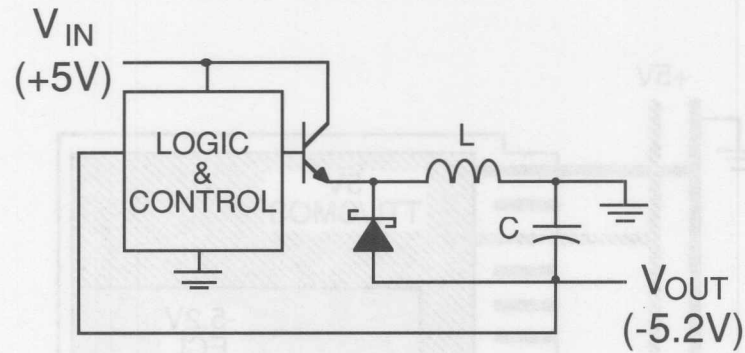 V IN
(+5V)
LOGIC
&
CONTROL
L
C
VOUT
(-5.2V)